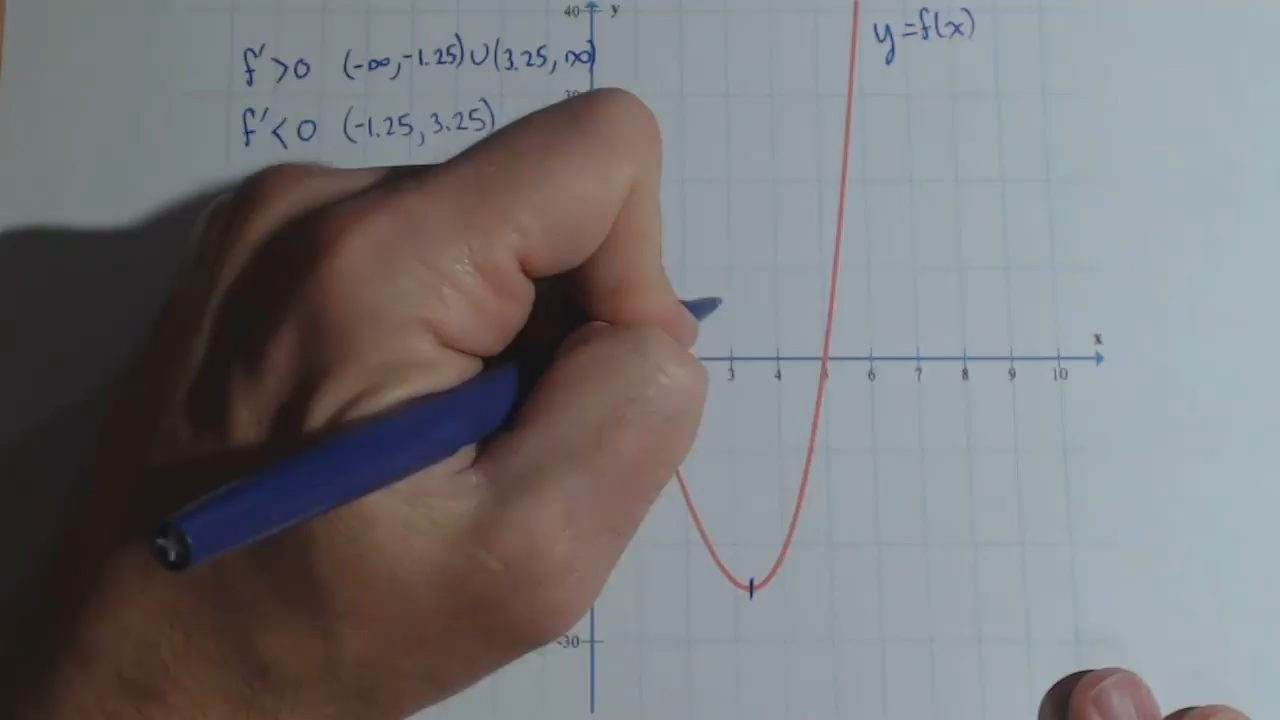 40 y
y=f(x)
f'>0 (-∞,-1.25)∪(3.25,∞)
f'<0 (-1.25,3.25)
x
3 4 5 6 7 8 9 10
-30